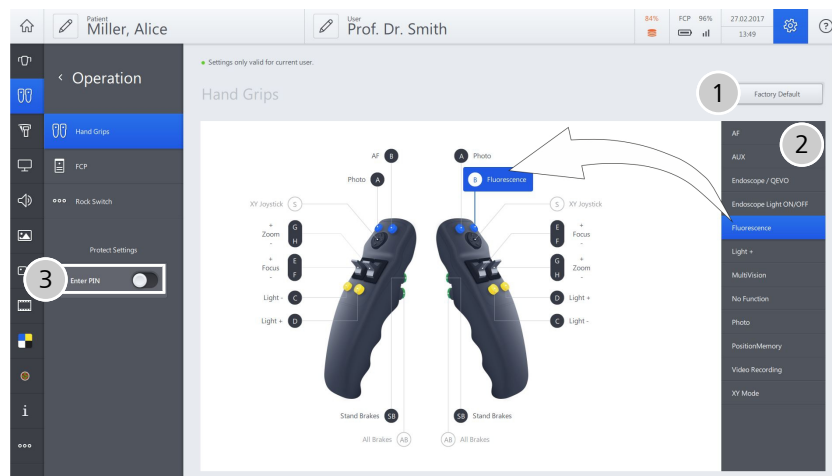 Patient
Miller, Alice
User
Prof. Dr. Smith
84%
FCP 96%
27.02.2017
13:49
?
< Operation
Settings only valid for current user.
Hand Grips
1
Factory Default
Hand Grips
FCP
Rock Switch
Protect Settings
3
Enter PIN
i
AF B
Photo A
XY Joystick S
+
Zoom
-
G
H
+
Focus
-
E
F
Light - C
Light + D
Stand Brakes SB
All Brakes AB
A Photo
B Fluorescence
S XY Joystick
E
F
+
Focus
-
G
H
+
Zoom
-
D Light +
C Light -
SB Stand Brakes
AB All Brakes
2
AF
AUX
Endoscope / QEVO
Endoscope Light ON/OFF
Fluorescence
Light +
MultiVision
No Function
Photo
PositionMemory
Video Recording
XY Mode